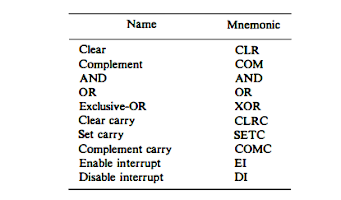 Name Mnemonic
Clear CLR
Complement COM
AND AND
OR OR
Exclusive-OR XOR
Clear carry CLRC
Set carry SETC
Complement carry COMC
Enable interrupt EI
Disable interrupt DI